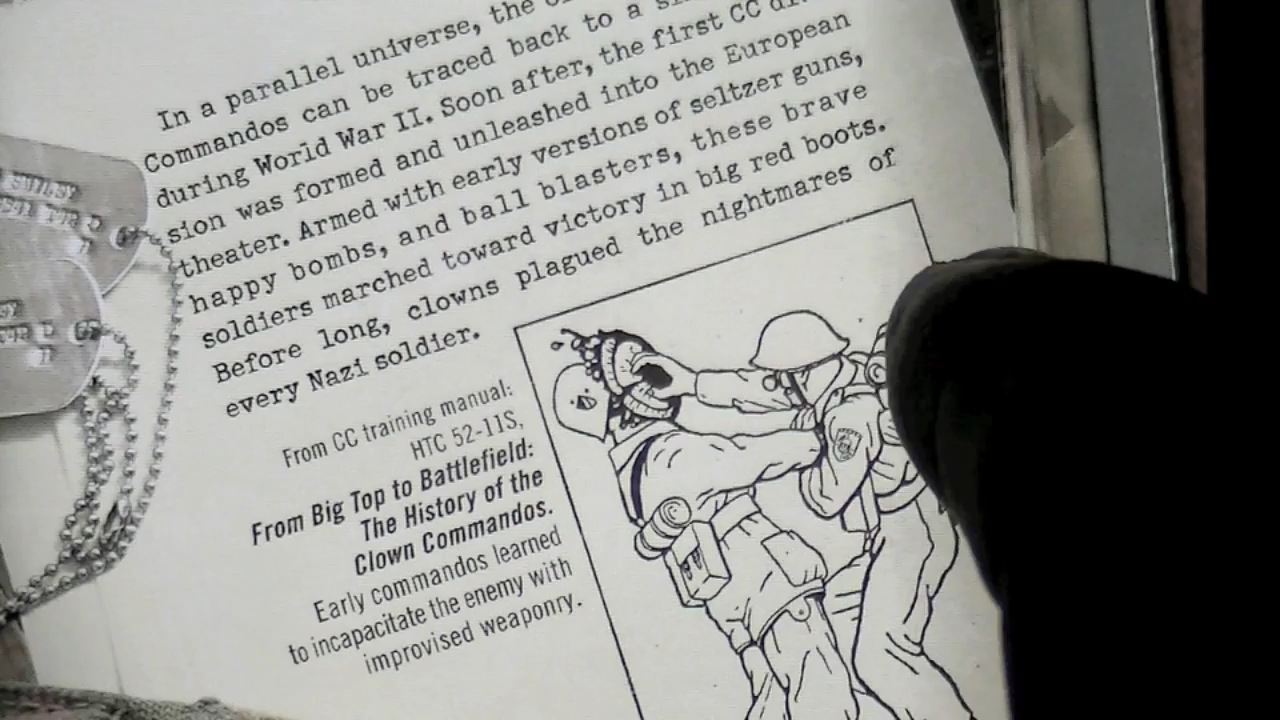 In a parallel universe, the
Commandos can be traced back to a
during World War II. Soon after, the first CC
sion was formed and unleashed into the European
theater. Armed with early versions of seltzer guns,
happy bombs, and ball blasters, these brave
soldiers marched toward victory in big red boots.
Before long, clowns plagued the nightmares of
every Nazi soldier.
From CC training manual:
HTC 52-11S,
From Big Top to Battlefield:
The History of the
Clown Commandos.
Early commandos learned
to incapacitate the enemy with
improvised weaponry.